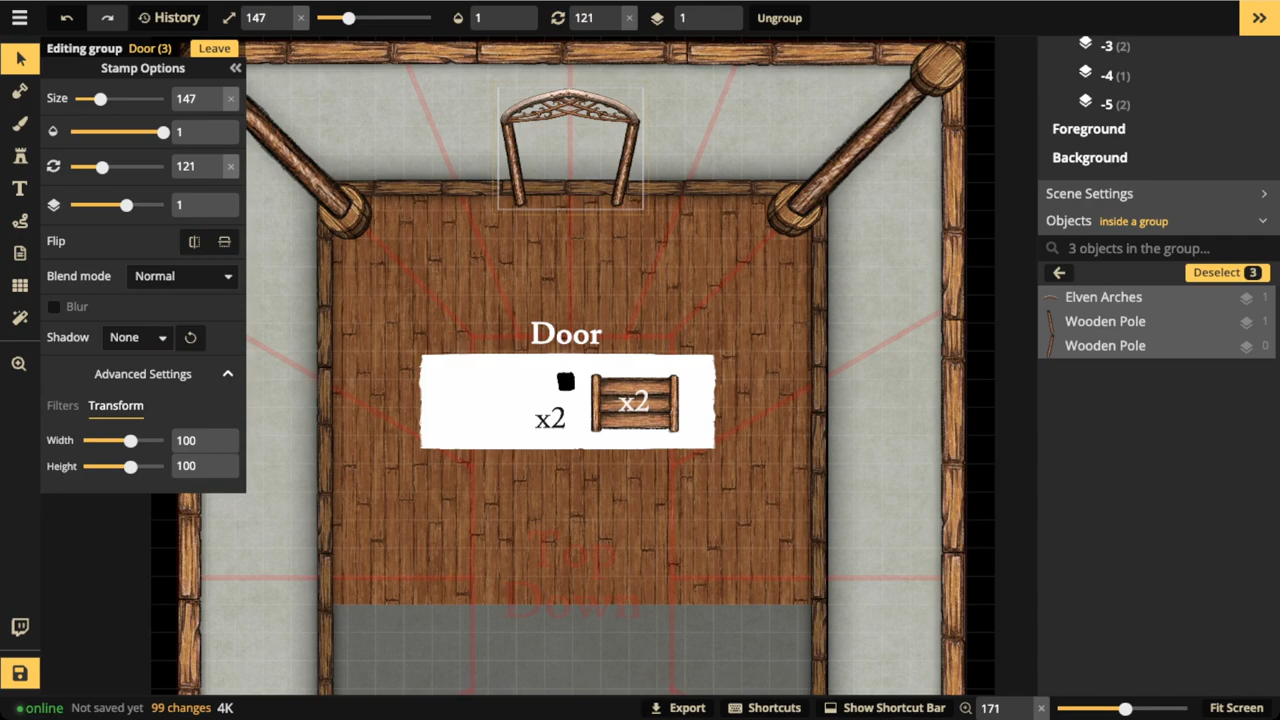 History
147
×
1
121
×
1
Ungroup
Editing group Door (3) Leave
Stamp Options
Size 147 ×
1
121 ×
1
Flip
Blend mode Normal
Blur
Shadow None
Advanced Settings
Filters Transform
Width 100
Height 100
Door
x2
x2
Top
Down
-3 (2)
-4 (1)
-5 (2)
Foreground
Background
Scene Settings
Objects inside a group
3 objects in the group...
Deselect 3
Elven Arches 1
Wooden Pole 1
Wooden Pole 0
online Not saved yet 99 changes 4K
Export Shortcuts Show Shortcut Bar 171 × Fit Screen